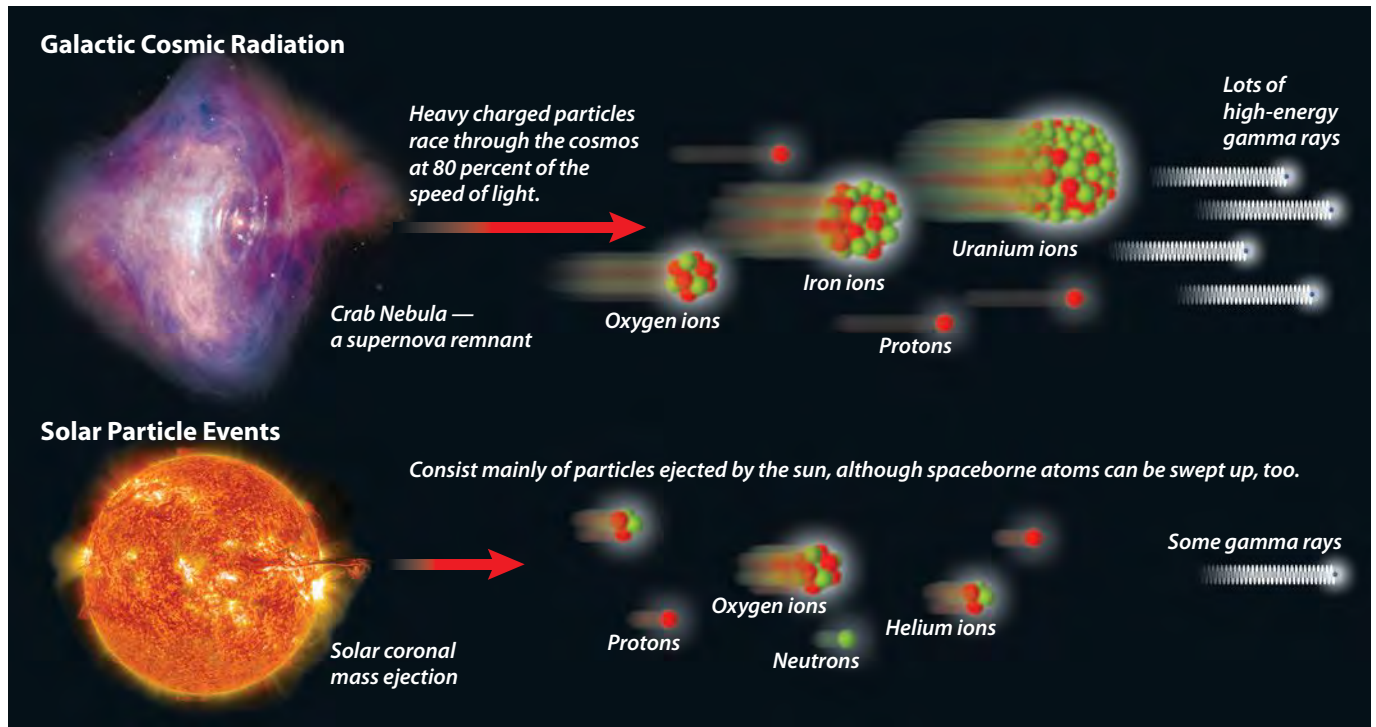 Galactic Cosmic Radiation
Heavy charged particles
race through the cosmos
at 80 percent of the
speed of light.
Lots of
high-energy
gamma rays
Uranium ions
Iron ions
Oxygen ions
Protons
Crab Nebula —
a supernova remnant
Solar Particle Events
Consist mainly of particles ejected by the sun, although spaceborne atoms can be swept up, too.
Some gamma rays
Oxygen ions
Helium ions
Protons
Neutrons
Solar coronal
mass ejection